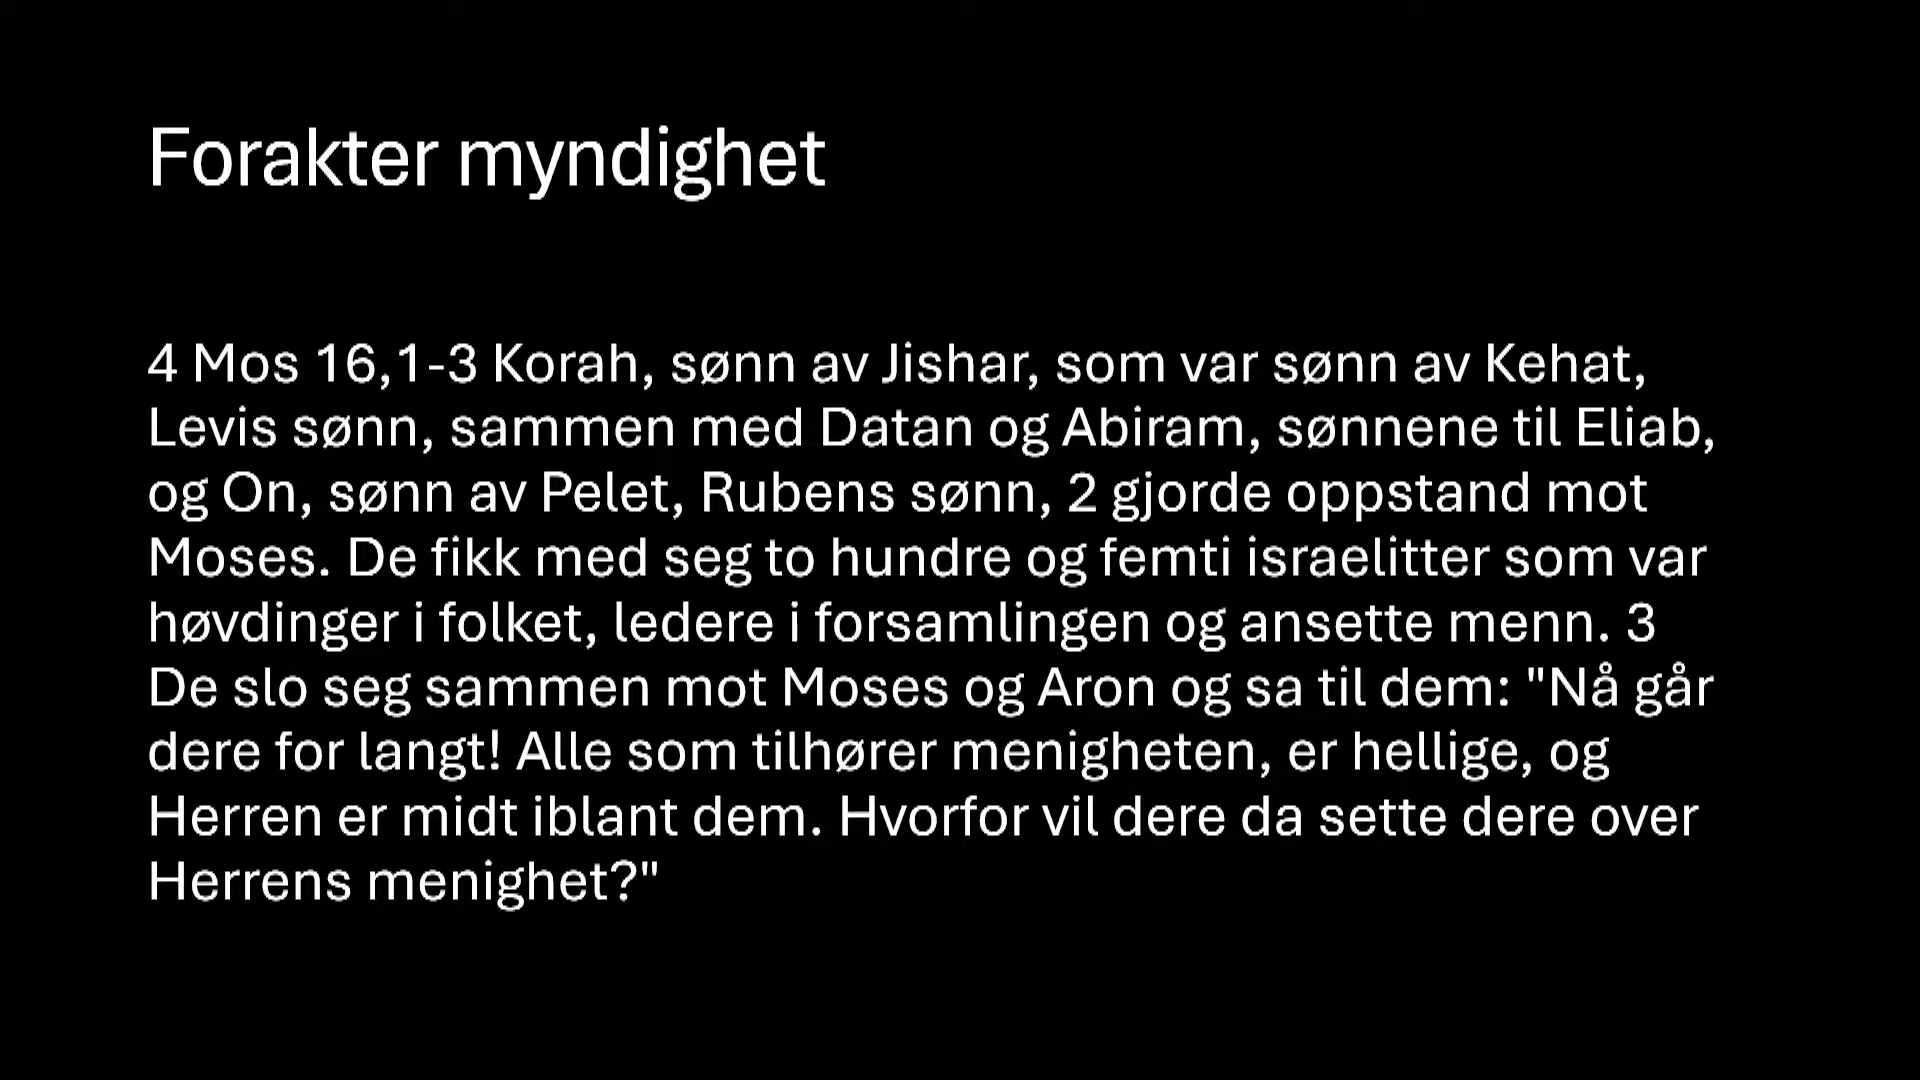 Forakter myndighet
4 Mos 16,1-3 Korah, sønn av Jishar, som var sønn av Kehat,
Levis sønn, sammen med Datan og Abiram, sønnene til Eliab,
og On, sønn av Pelet, Rubens sønn, 2 gjorde oppstand mot
Moses. De fikk med seg to hundre og femti israelitter som var
høvdinger i folket, ledere i forsamlingen og ansette menn. 3
De slo seg sammen mot Moses og Aron og sa til dem: "Nå går
dere for langt! Alle som tilhører menigheten, er hellige, og
Herren er midt iblant dem. Hvorfor vil dere da sette dere over
Herrens menighet?"